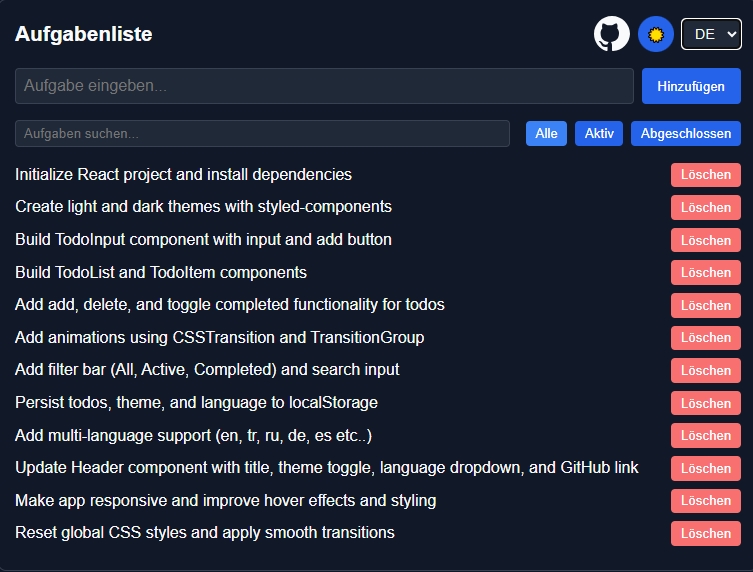 Aufgabenliste
DE
Aufgabe eingeben...
Hinzufügen
Aufgaben suchen...
Alle
Aktiv
Abgeschlossen
Initialize React project and install dependencies
Löschen
Create light and dark themes with styled-components
Löschen
Build TodoInput component with input and add button
Löschen
Build TodoList and TodoItem components
Löschen
Add add, delete, and toggle completed functionality for todos
Löschen
Add animations using CSSTransition and TransitionGroup
Löschen
Add filter bar (All, Active, Completed) and search input
Löschen
Persist todos, theme, and language to localStorage
Löschen
Add multi-language support (en, tr, ru, de, es etc..)
Löschen
Update Header component with title, theme toggle, language dropdown, and GitHub link
Löschen
Make app responsive and improve hover effects and styling
Löschen
Reset global CSS styles and apply smooth transitions
Löschen